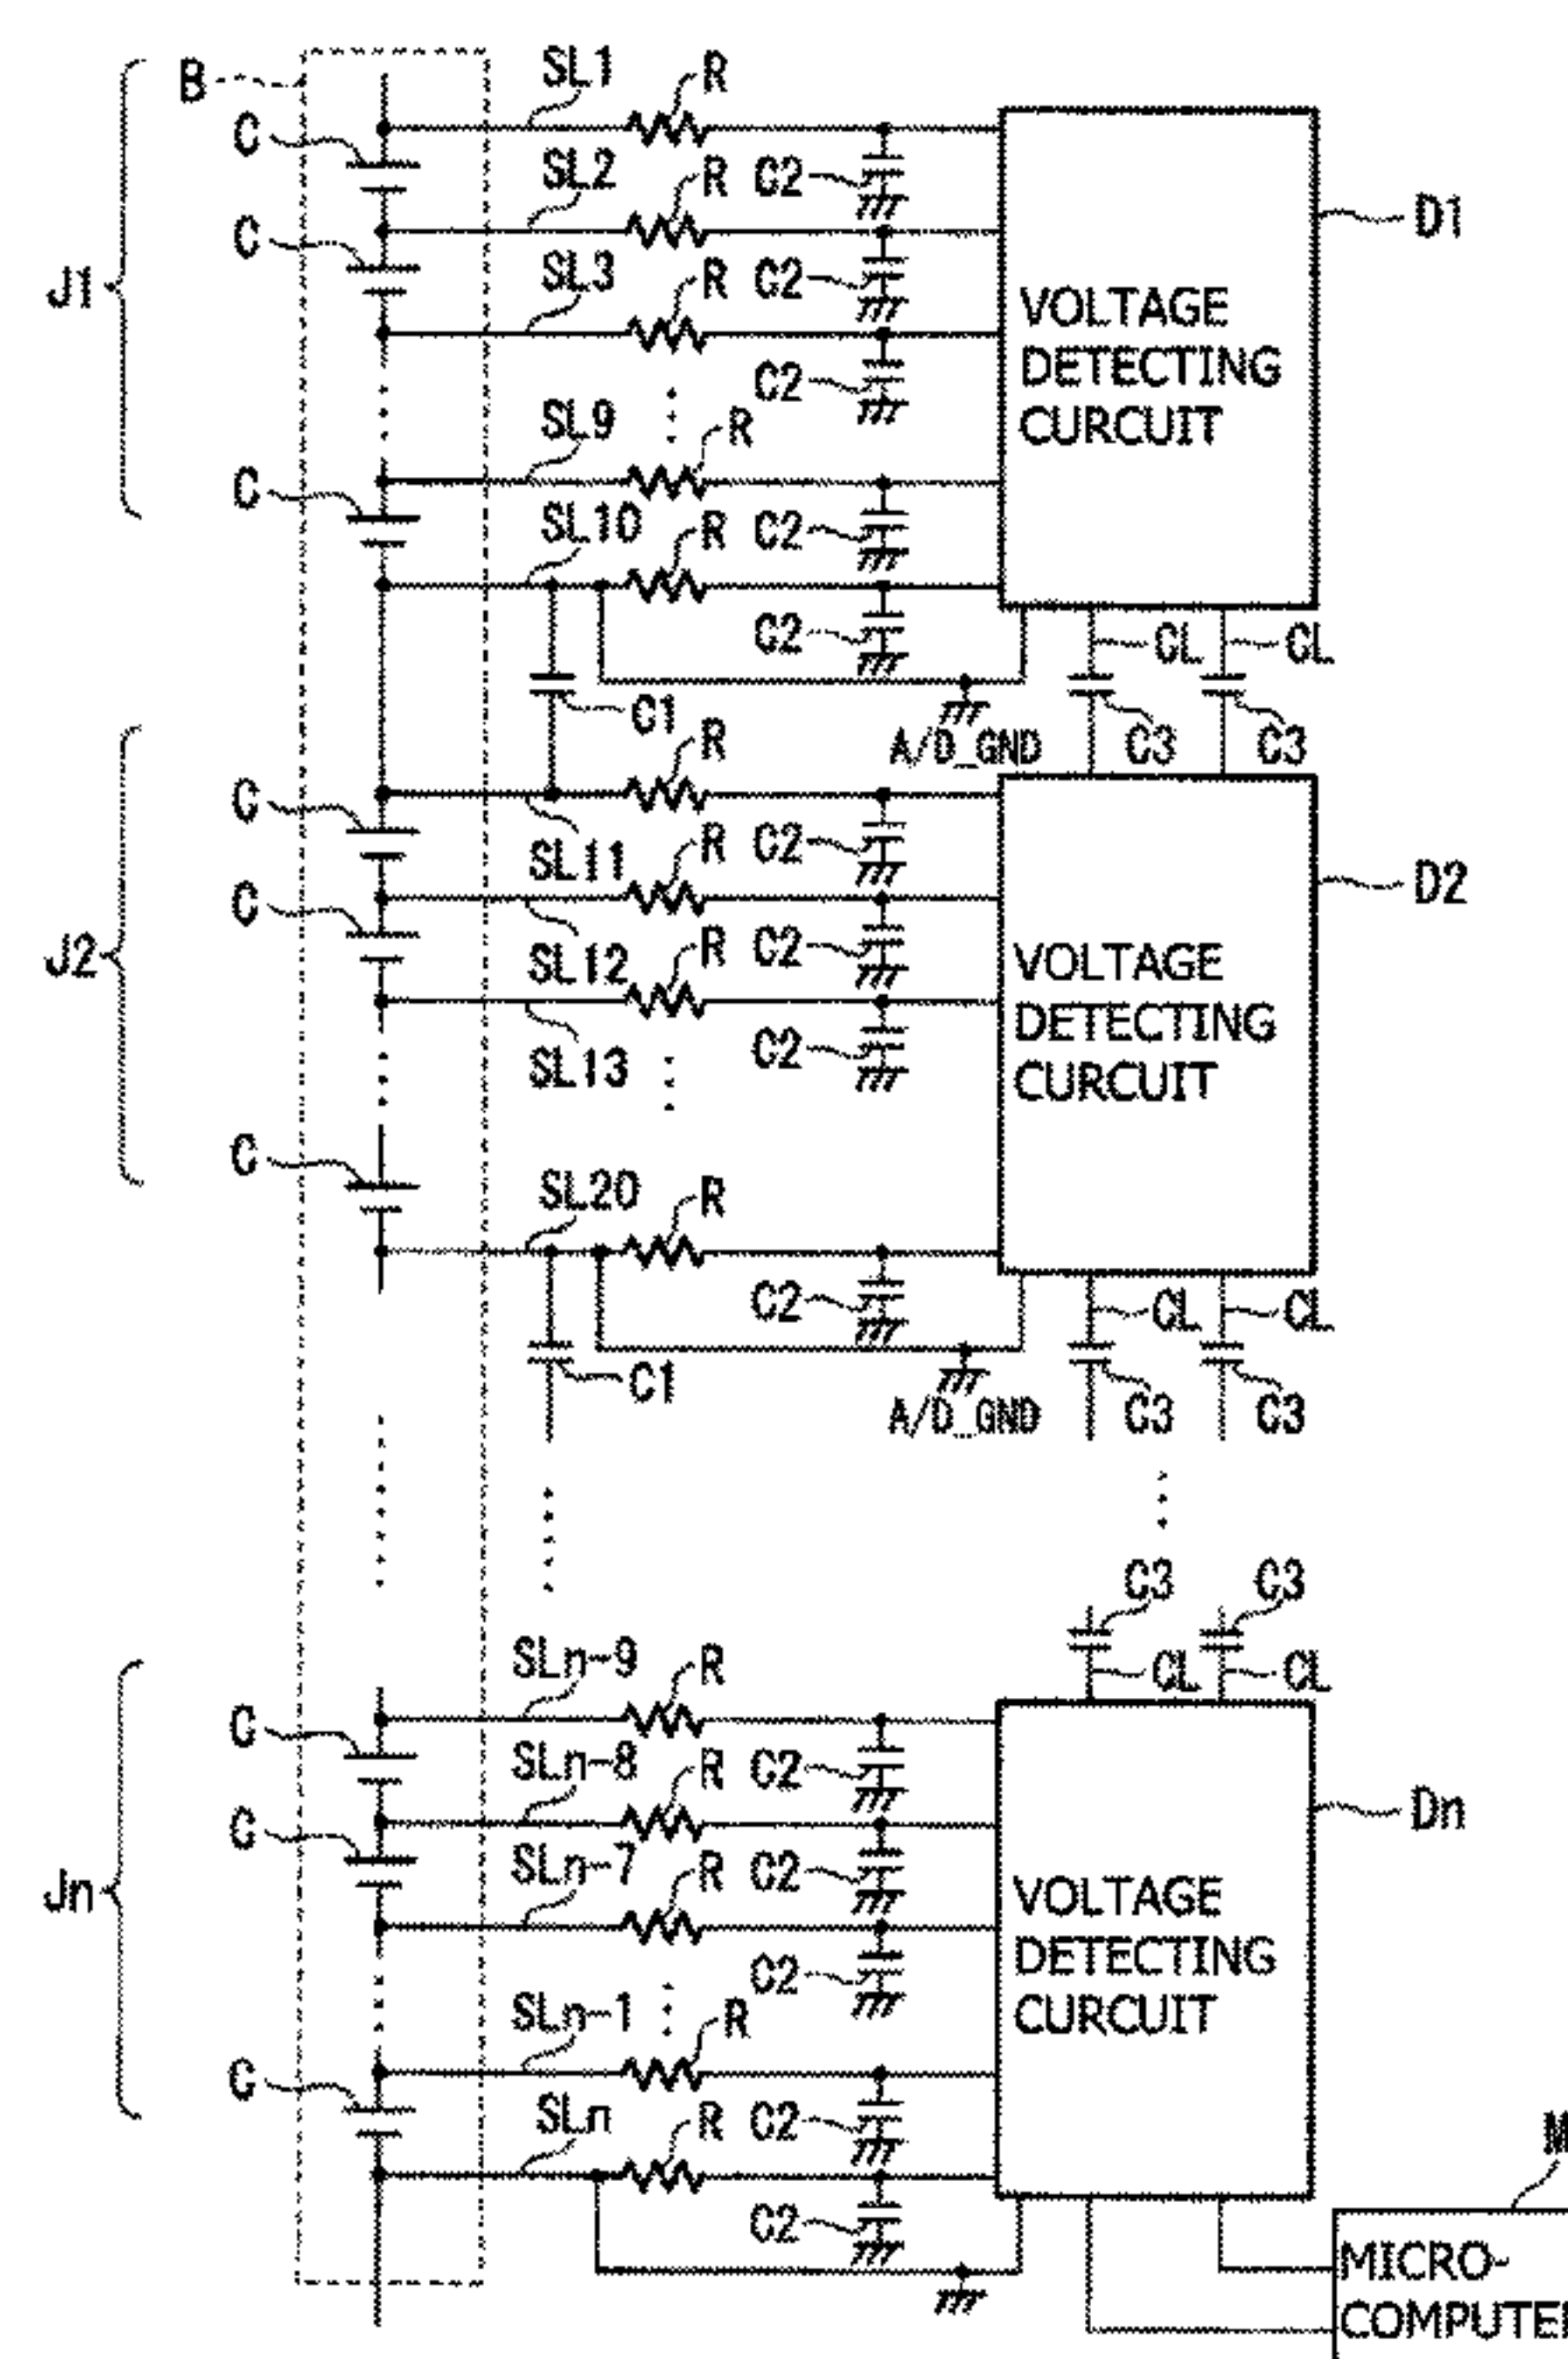 B
SL1
R
C
SL2
R
C2
D1
C
SL3
R
C2
J1
VOLTAGE
DETECTING
CURCUIT
C2
SL9
R
C
SL10
R
C2
C2
CL
CL
C1
R
A/D_GND
C3
C3
J2
C
SL11
R
C2
D2
C
SL12
R
C2
VOLTAGE
DETECTING
CURCUIT
SL13
C2
C
SL20
R
C2
CL
CL
C1
A/D_GND
C3
C3
C3
C3
SLn-9
R
CL
CL
C
SLn-8
R
C2
Dn
C
SLn-7
R
C2
Jn
VOLTAGE
DETECTING
CURCUIT
C2
SLn-1
R
C
SLn
R
C2
M
C2
MICRO-
COMPUTER